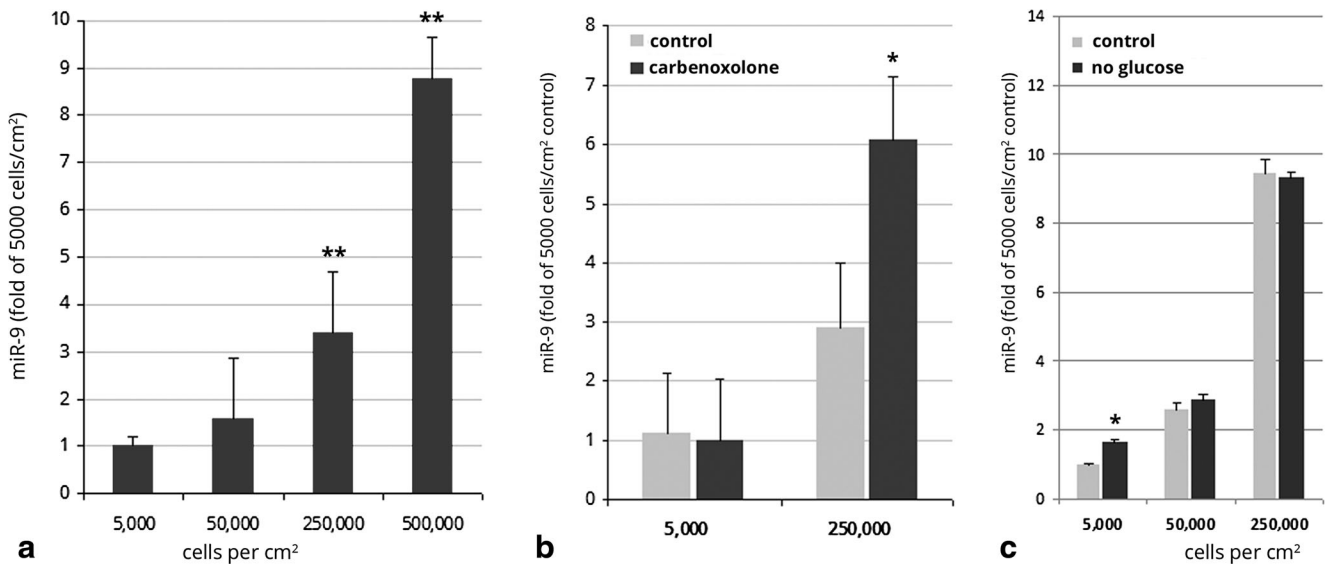 miR-9 (fold of 5000 cells/cm²)
10
9
8
7
6
5
4
3
2
1
0
**
**
5,000 50,000 250,000 500,000
cells per cm²
a
miR-9 (fold of 5000 cells/cm² control)
8
7
6
5
4
3
2
1
0
control
carbenoxolone
*
5,000 250,000
b
miR-9 (fold of 5000 cells/cm² control)
14
12
10
8
6
4
2
0
control
no glucose
*
5,000 50,000 250,000
cells per cm²
c